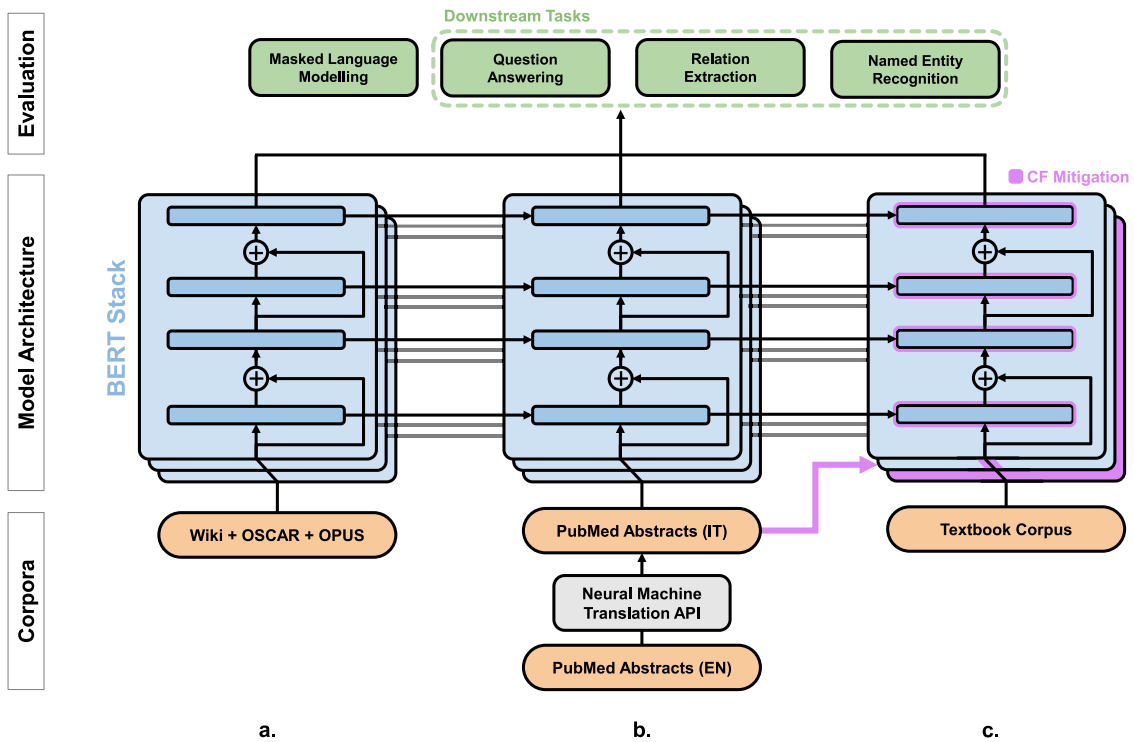 Evaluation
Downstream Tasks
Masked Language
Modelling
Question
Answering
Relation
Extraction
Named Entity
Recognition
Model Architecture
BERT Stack
CF Mitigation
Corpora
Wiki + OSCAR + OPUS
PubMed Abstracts (IT)
Textbook Corpus
Neural Machine
Translation API
PubMed Abstracts (EN)
a.
b.
c.